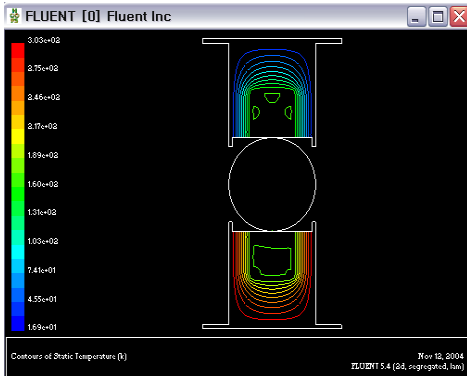 FLUENT [0] Fluent Inc
3.03e+02
2.75e+02
2.46e+02
2.17e+02
1.89e+02
1.60e+02
1.31e+02
1.03e+02
7.41e+01
4.55e+01
1.69e+01
Contours of Static Temperature (k)
Nov 12, 2004
FLUENT 5.4 (2d, segregated, lam)